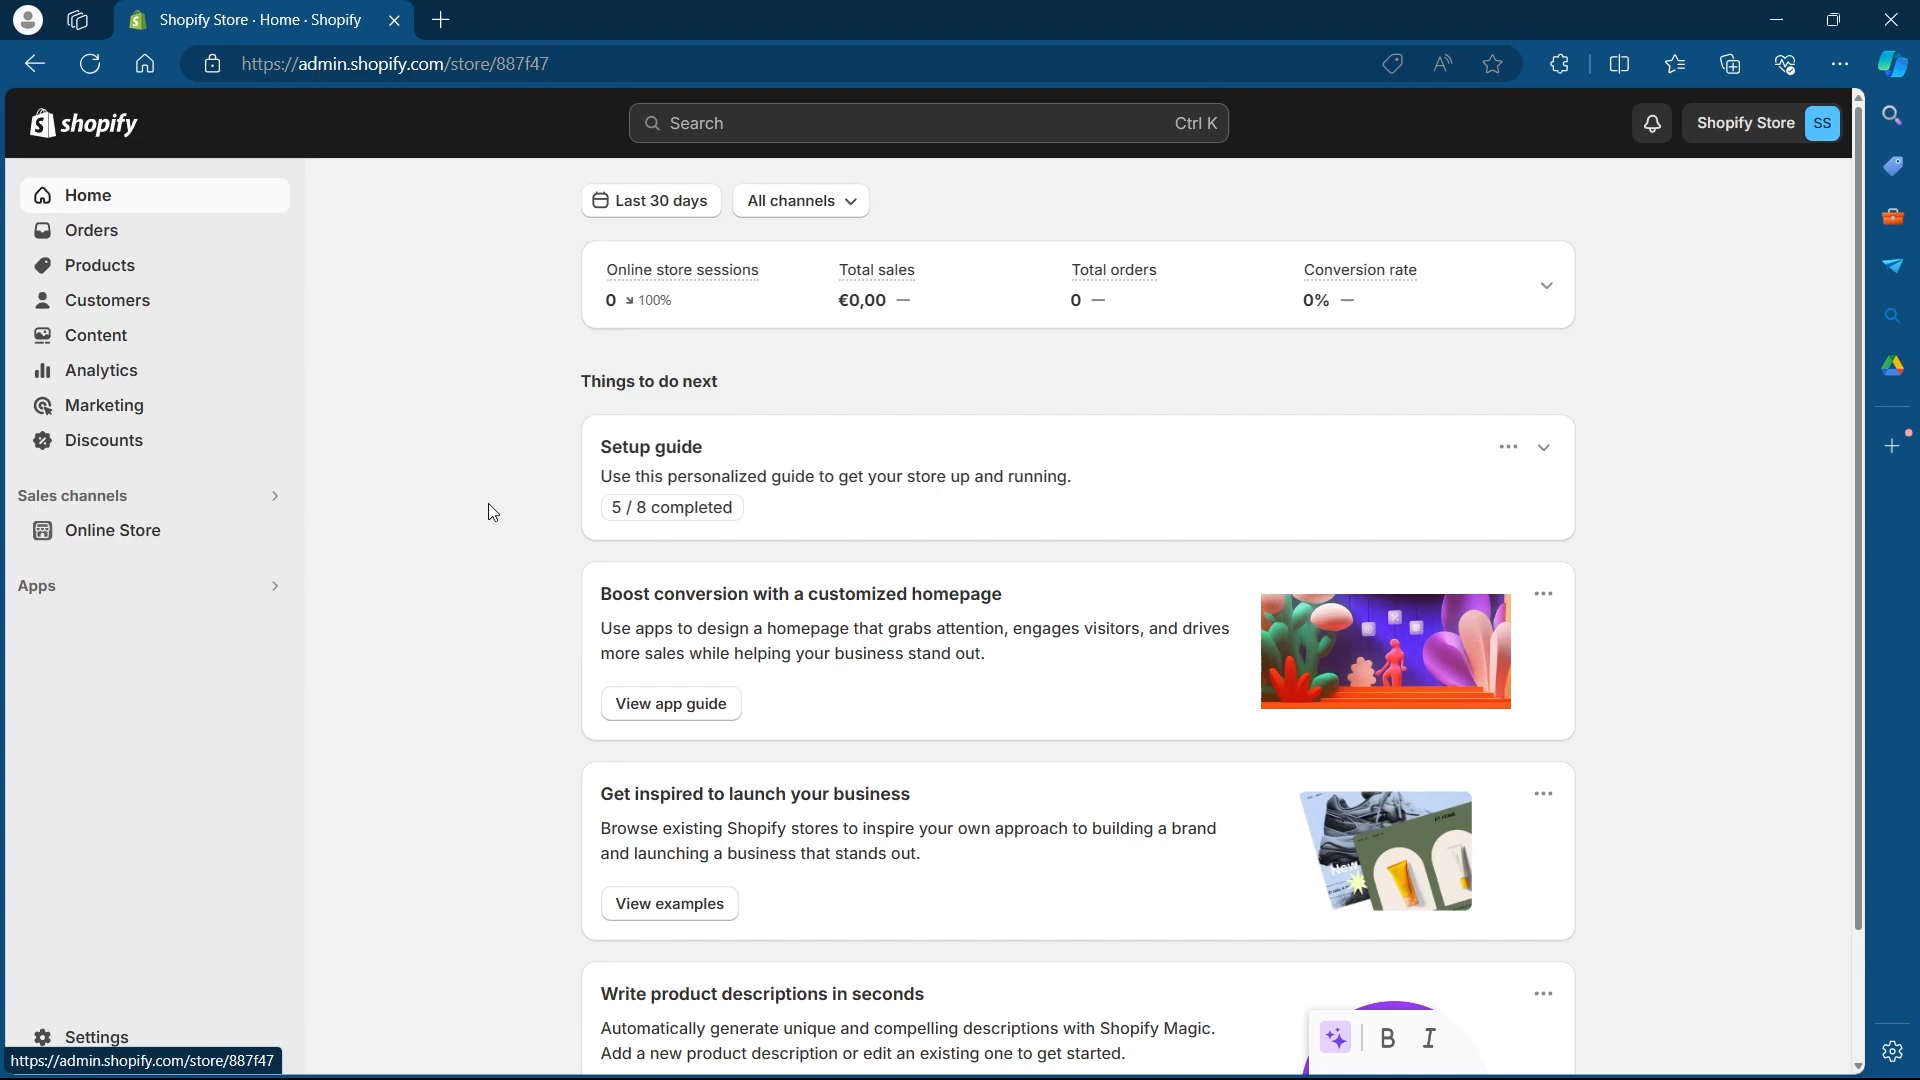 Shopify Store · Home · Shopify
https://admin.shopify.com/store/887f47
shopify
Search
Ctrl K
Shopify Store
SS
Home
Orders
Products
Customers
Content
Analytics
Marketing
Discounts
Sales channels
Online Store
Apps
Settings
https://admin.shopify.com/store/887f47
Last 30 days
All channels
Online store sessions
0 ↘ 100%
Total sales
€0,00 —
Total orders
0 —
Conversion rate
0% —
Things to do next
Setup guide
Use this personalized guide to get your store up and running.
5 / 8 completed
Boost conversion with a customized homepage
Use apps to design a homepage that grabs attention, engages visitors, and drives
more sales while helping your business stand out.
View app guide
Get inspired to launch your business
Browse existing Shopify stores to inspire your own approach to building a brand
and launching a business that stands out.
View examples
New
Write product descriptions in seconds
Automatically generate unique and compelling descriptions with Shopify Magic.
Add a new product description or edit an existing one to get started.
B I